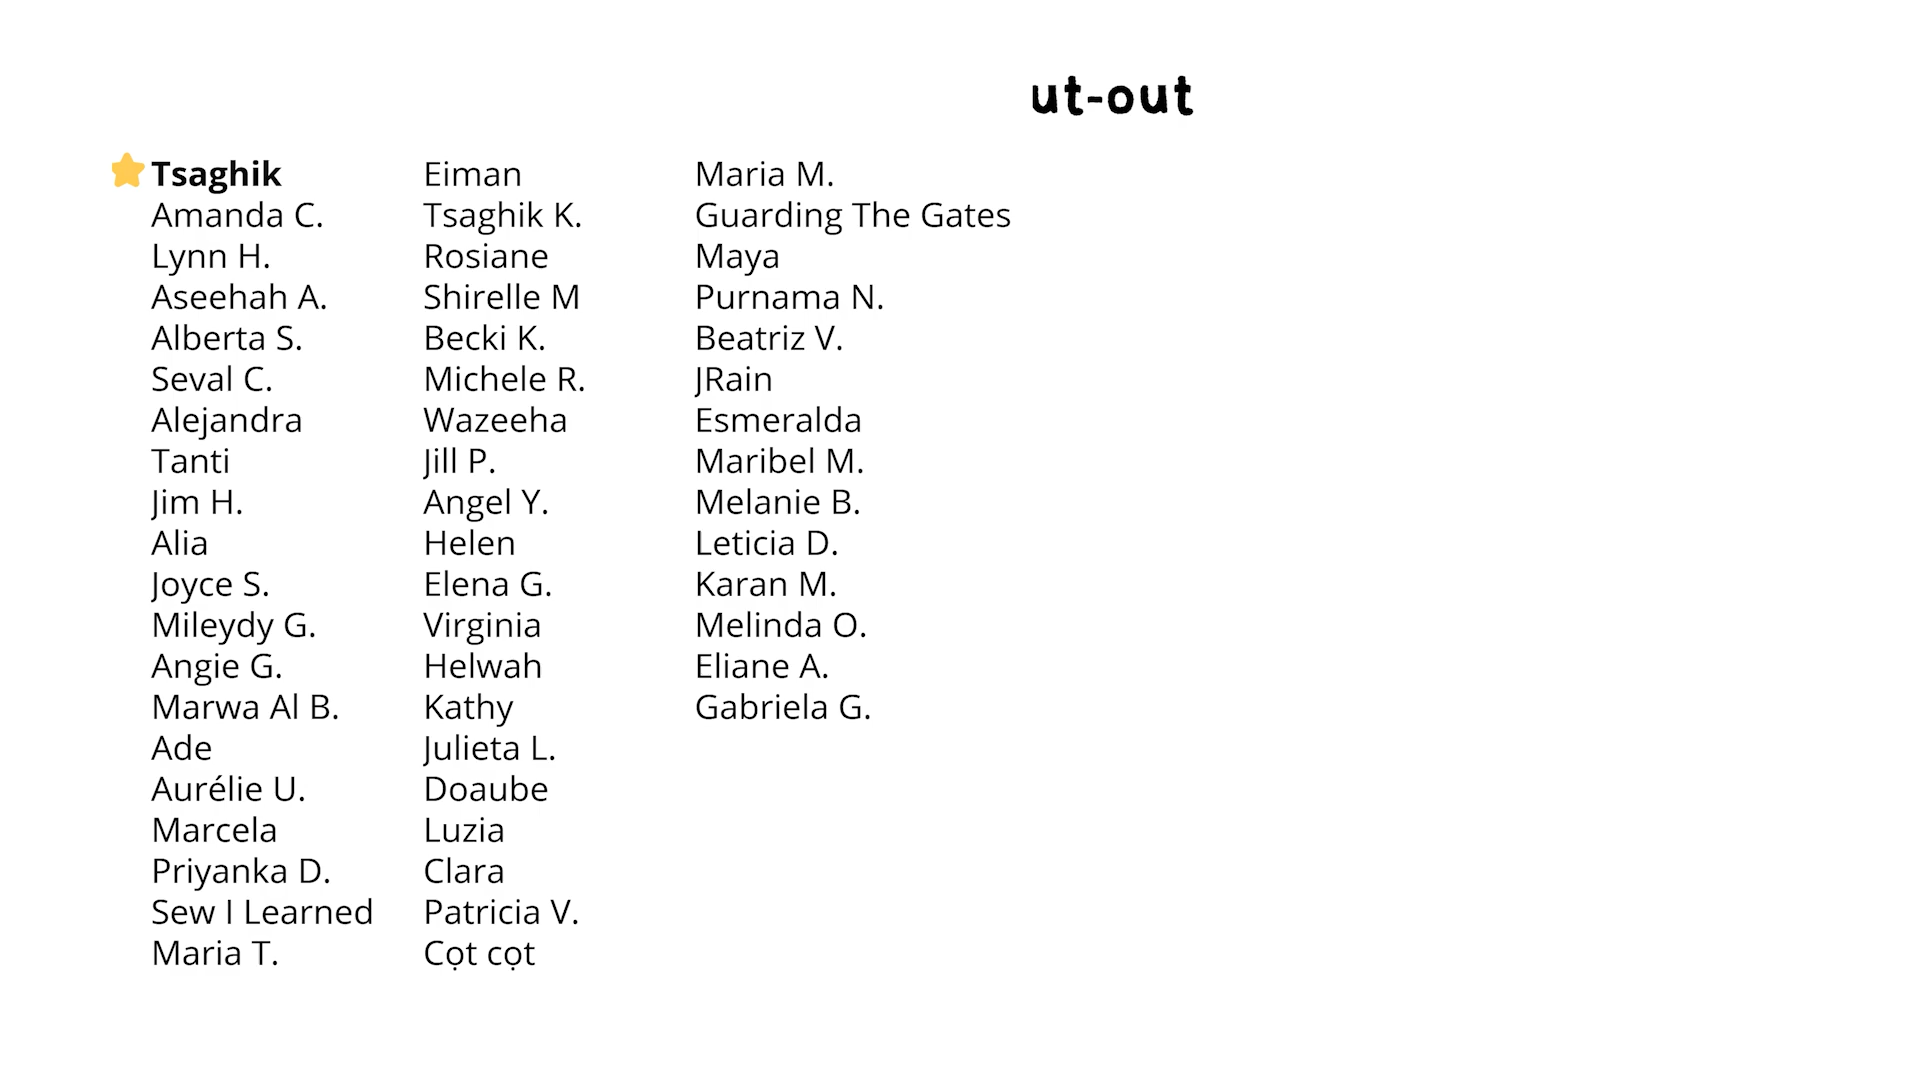 ut-out
Tsaghik
Amanda C.
Lynn H.
Aseehah A.
Alberta S.
Seval C.
Alejandra
Tanti
Jim H.
Alia
Joyce S.
Mileydy G.
Angie G.
Marwa Al B.
Ade
Aurélie U.
Marcela
Priyanka D.
Sew I Learned
Maria T.
Eiman
Tsaghik K.
Rosiane
Shirelle M
Becki K.
Michele R.
Wazeeha
Jill P.
Angel Y.
Helen
Elena G.
Virginia
Helwah
Kathy
Julieta L.
Doaube
Luzia
Clara
Patricia V.
Cọt cọt
Maria M.
Guarding The Gates
Maya
Purnama N.
Beatriz V.
JRain
Esmeralda
Maribel M.
Melanie B.
Leticia D.
Karan M.
Melinda O.
Eliane A.
Gabriela G.